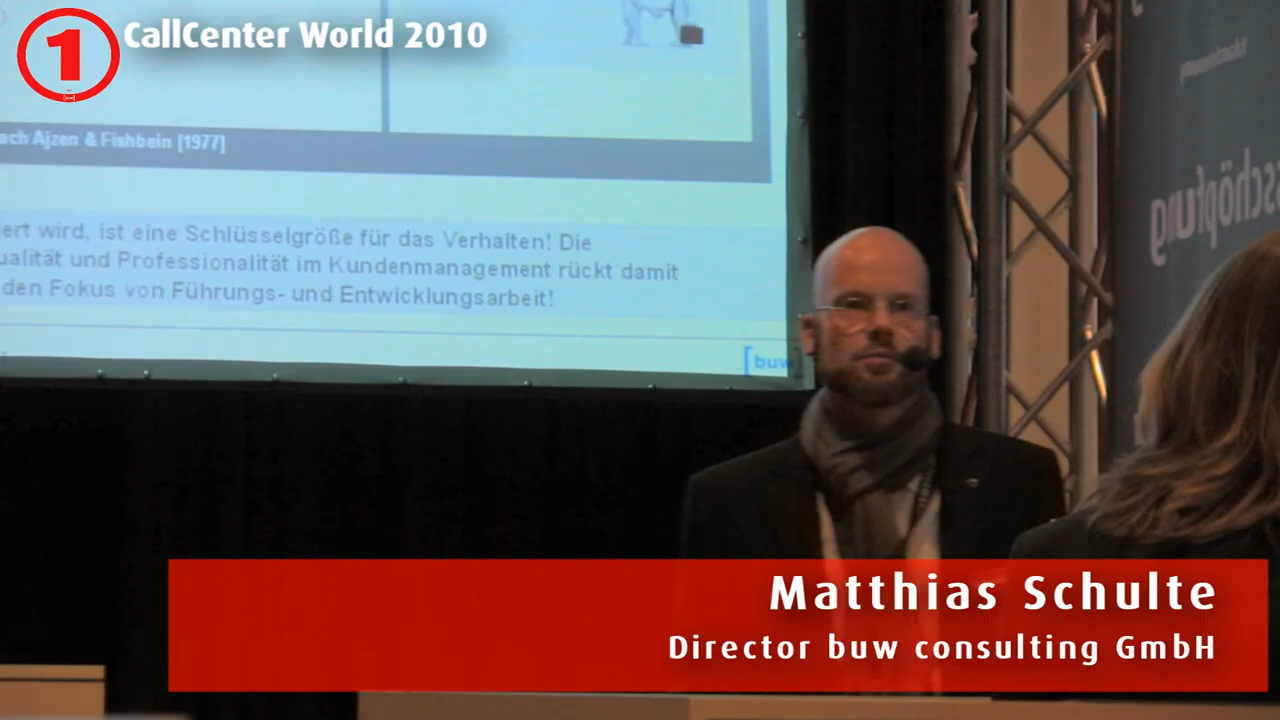 1
CallCenter World 2010
ach Ajzen & Fishbein [1977]
ert wird, ist eine Schlüsselgröße für das Verhalten! Die
ualität und Professionalität im Kundenmanagement rückt damit
den Fokus von Führungs- und Entwicklungsarbeit!
[buw
schöpfung
Matthias Schulte
Director buw consulting GmbH